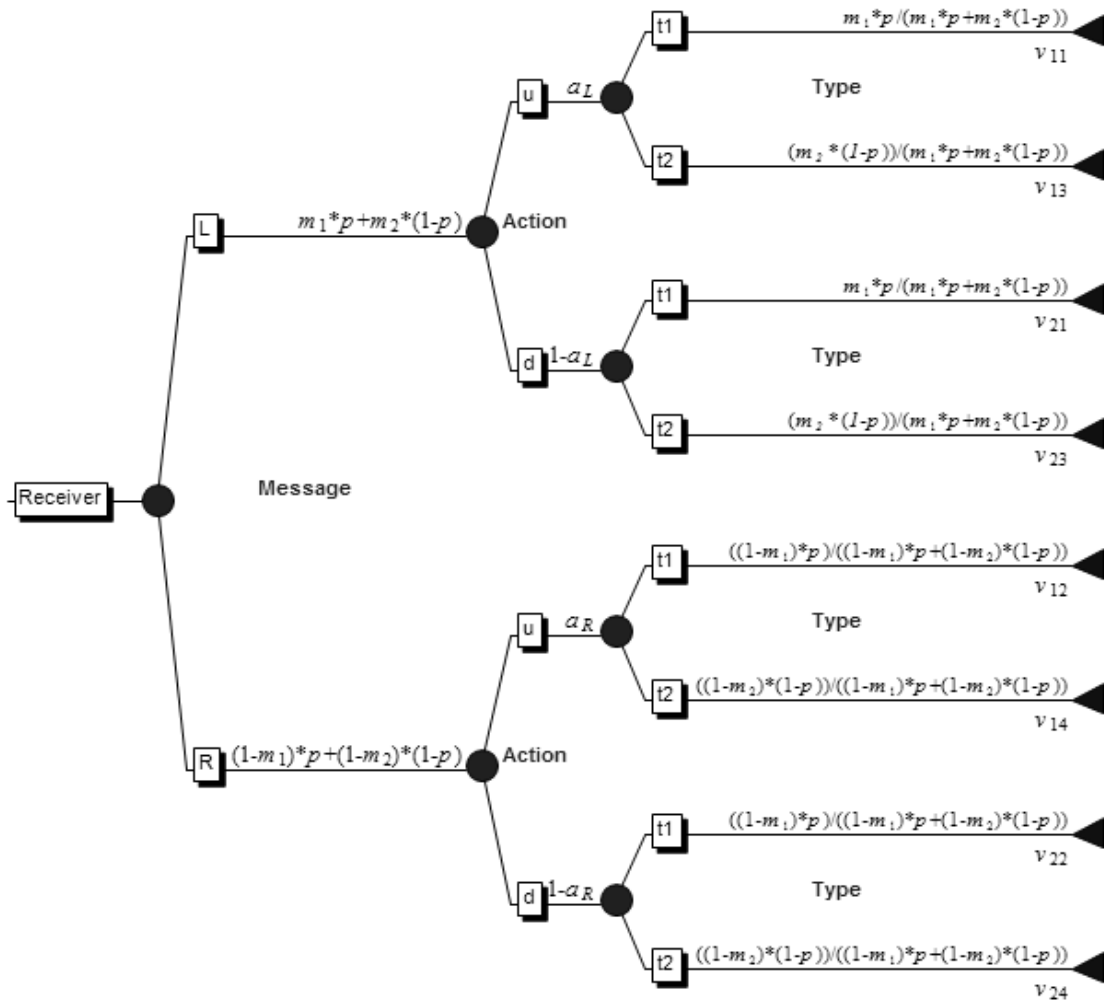 t1 m₁*p/(m₁*p+m₂*(1-p))
v₁₁
u a_L Type
t2 (m₂*(1-p))/(m₁*p+m₂*(1-p))
v₁₃
L m₁*p+m₂*(1-p) Action
t1 m₁*p/(m₁*p+m₂*(1-p))
v₂₁
d 1-a_L Type
t2 (m₂*(1-p))/(m₁*p+m₂*(1-p))
v₂₃
Receiver Message
t1 ((1-m₁)*p)/((1-m₁)*p+(1-m₂)*(1-p))
v₁₂
u a_R Type
t2 ((1-m₂)*(1-p))/((1-m₁)*p+(1-m₂)*(1-p))
v₁₄
R (1-m₁)*p+(1-m₂)*(1-p) Action
t1 ((1-m₁)*p)/((1-m₁)*p+(1-m₂)*(1-p))
v₂₂
d 1-a_R Type
t2 ((1-m₂)*(1-p))/((1-m₁)*p+(1-m₂)*(1-p))
v₂₄